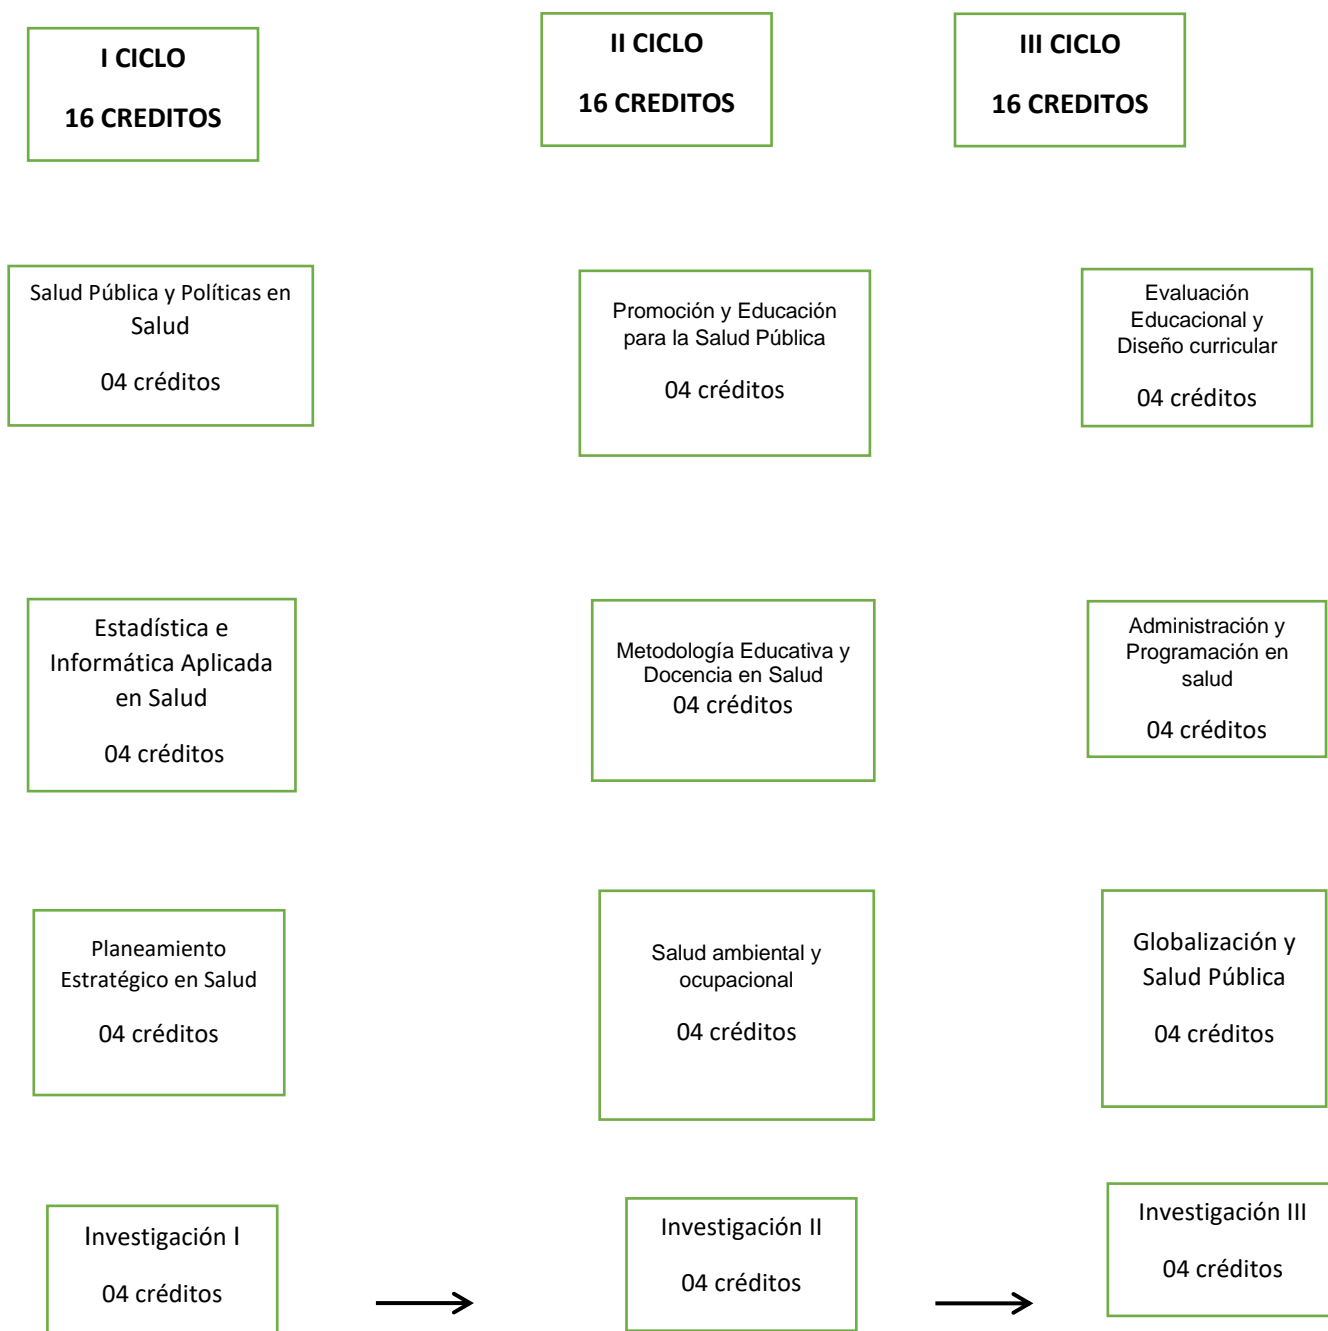 I CICLO
16 CREDITOS
II CICLO
16 CREDITOS
III CICLO
16 CREDITOS
Salud Pública y Políticas en
Salud
04 créditos
Promoción y Educación
para la Salud Pública
04 créditos
Evaluación
Educacional y
Diseño curricular
04 créditos
Estadística e
Informática Aplicada
en Salud
04 créditos
Metodología Educativa y
Docencia en Salud
04 créditos
Administración y
Programación en
salud
04 créditos
Planeamiento
Estratégico en Salud
04 créditos
Salud ambiental y
ocupacional
04 créditos
Globalización y
Salud Pública
04 créditos
Investigación I
04 créditos
Investigación II
04 créditos
Investigación III
04 créditos